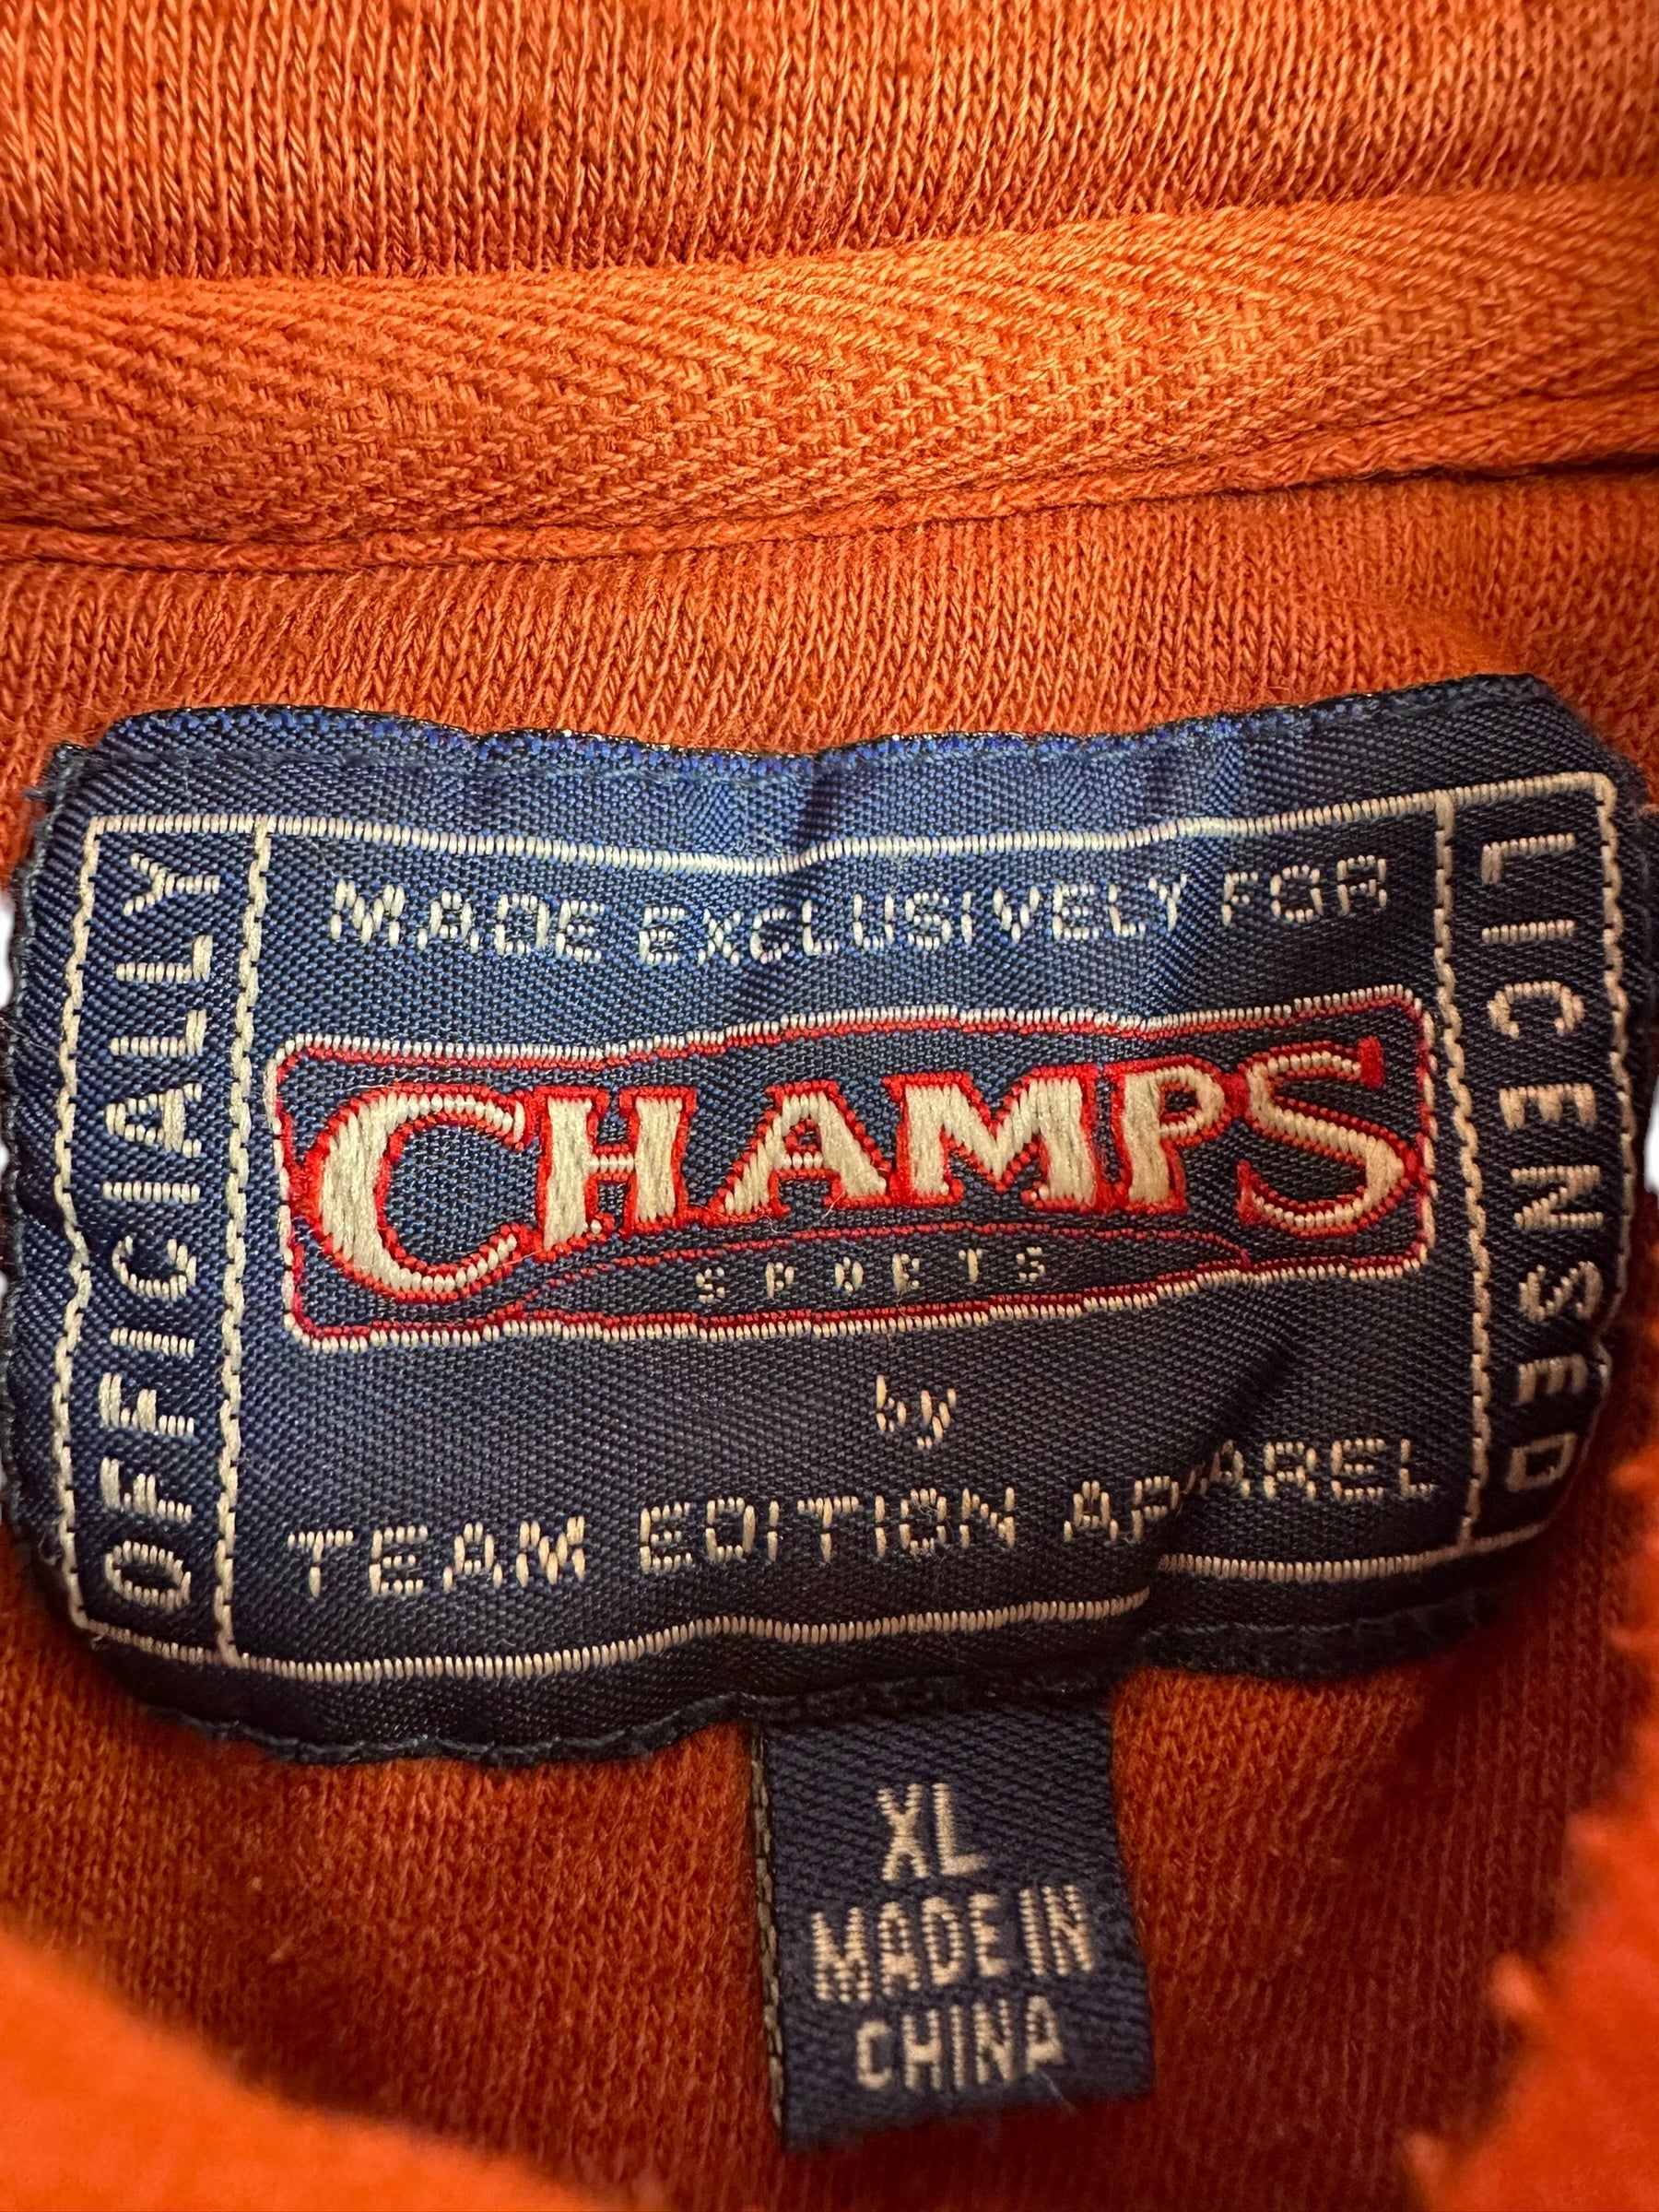 MADE EXCLUSIVELY FOR
CHAMPS
SPORTS
by
TEAM EDITION APPAREL
OFFICIALLY
LICENSED
XL
MADE IN
CHINA